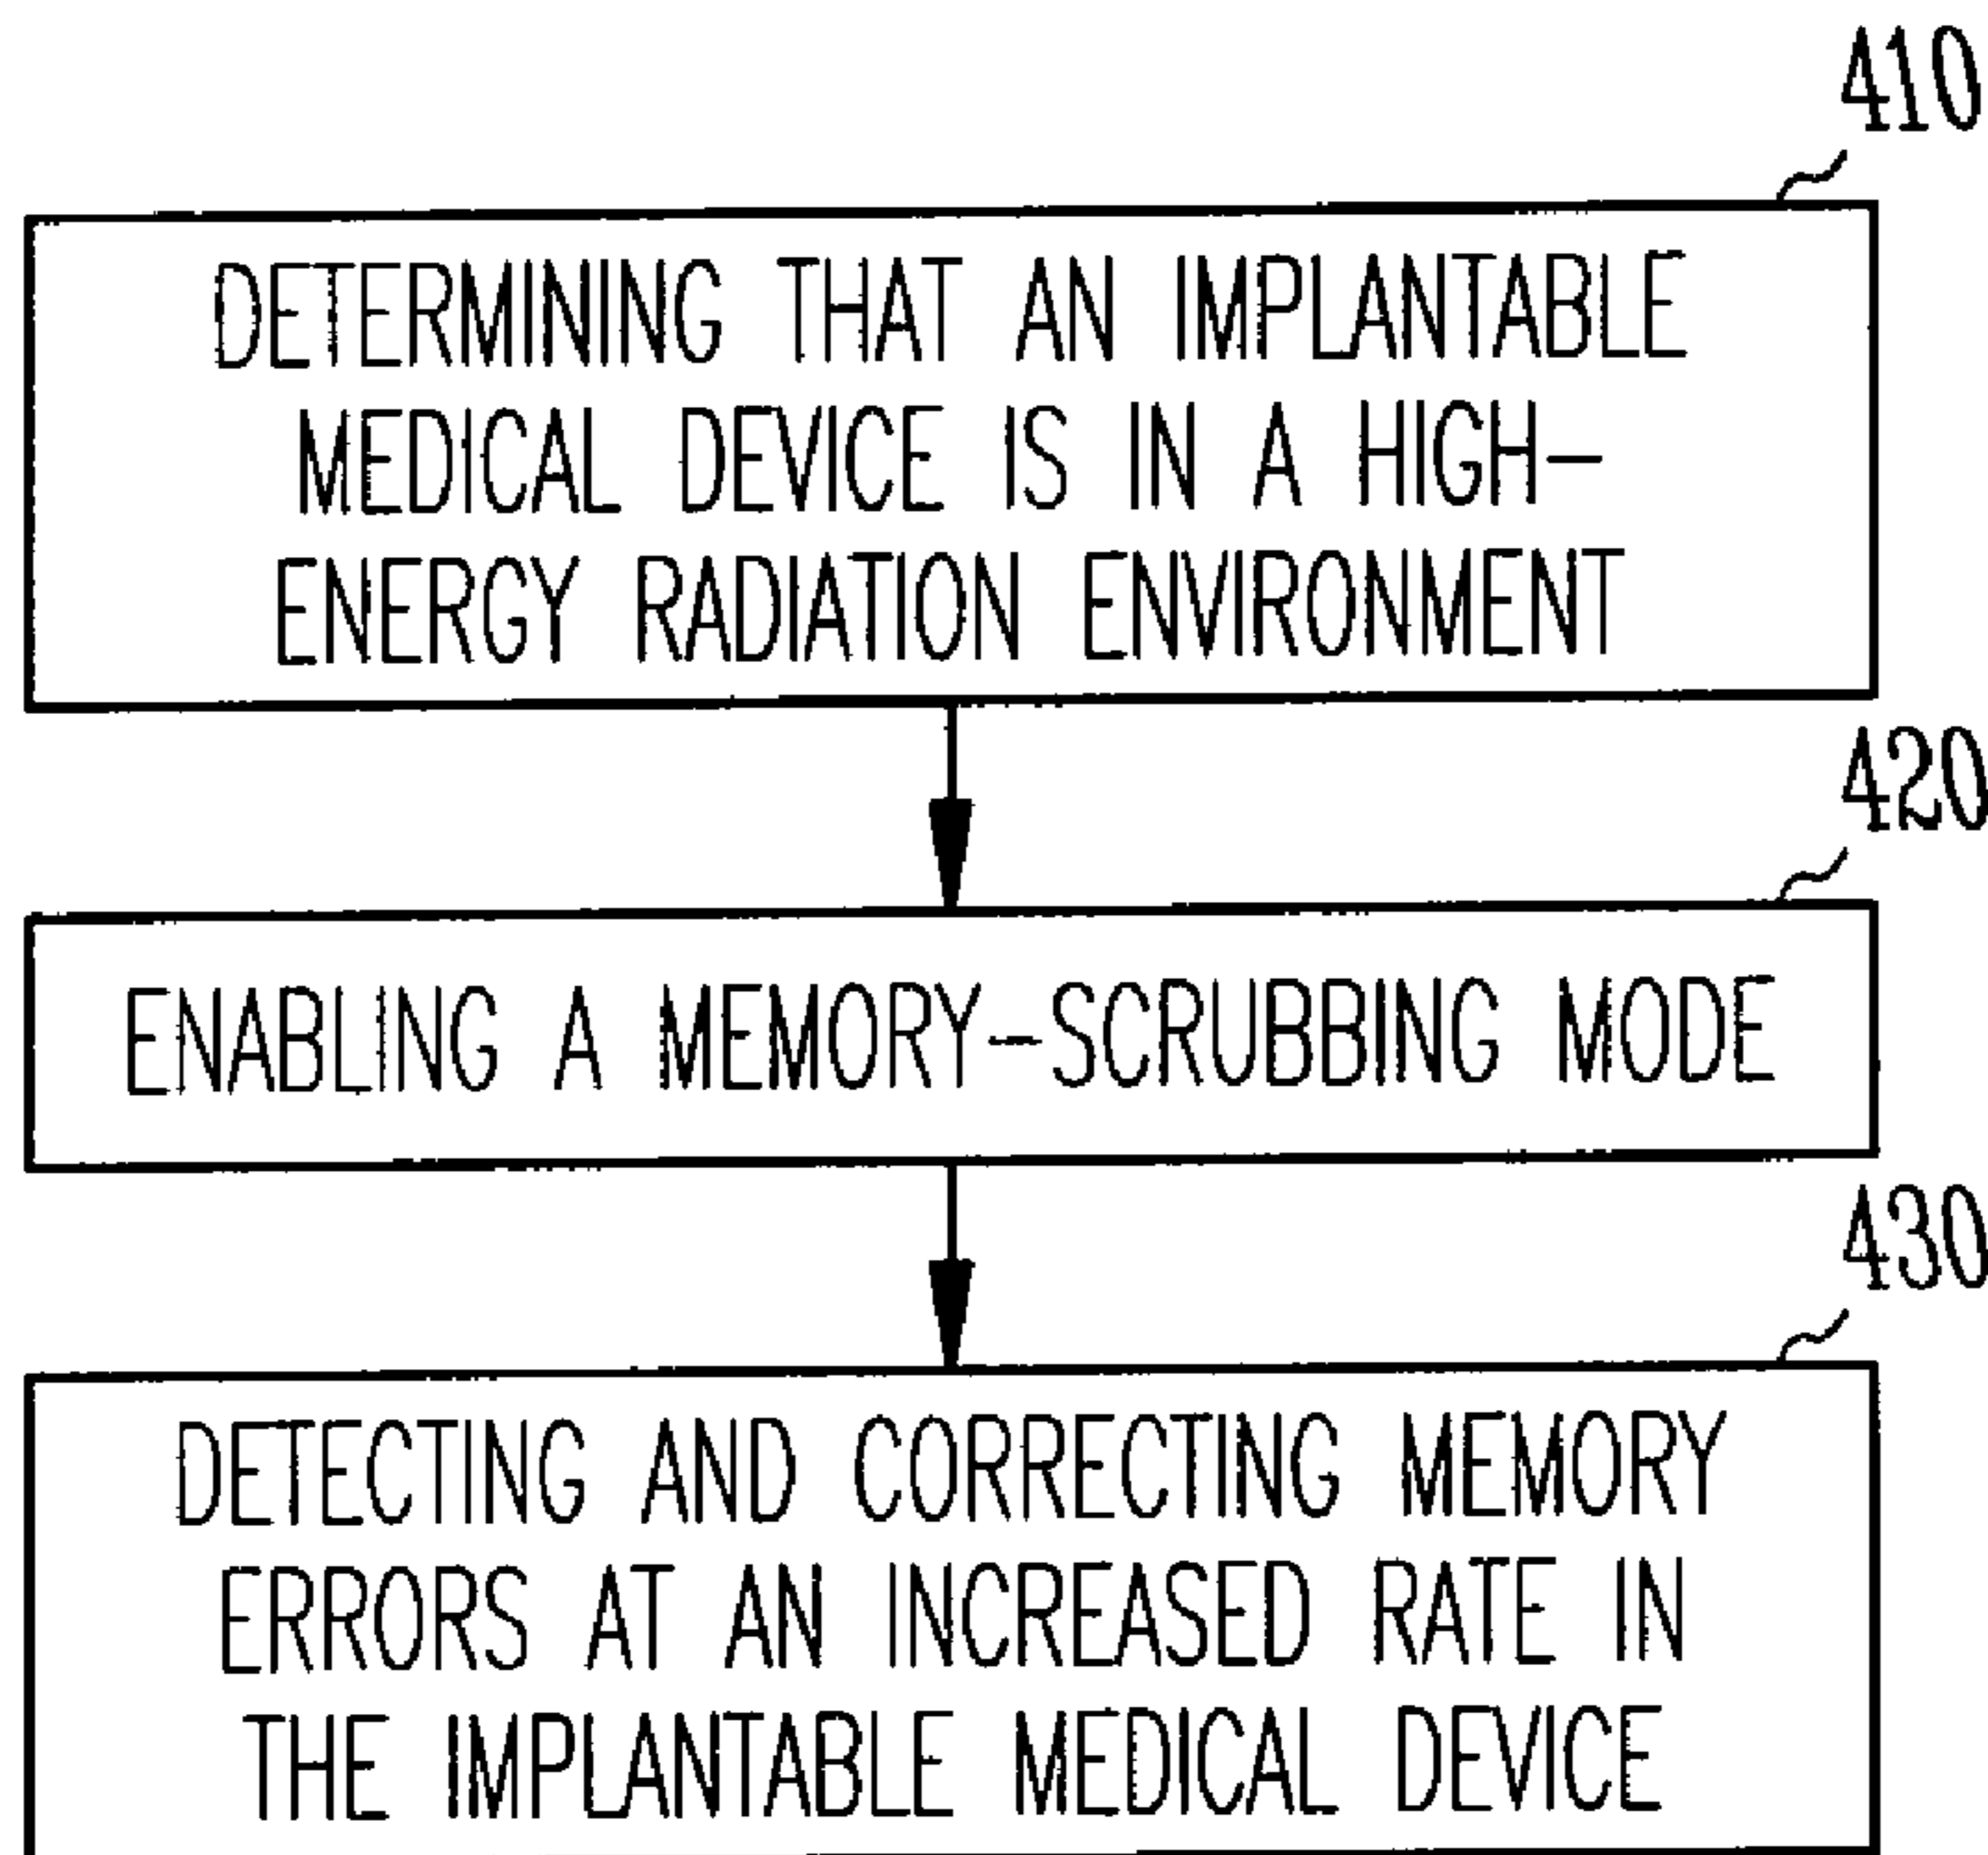 410
DETERMINING THAT AN IMPLANTABLE
MEDICAL DEVICE IS IN A HIGH-
ENERGY RADIATION ENVIRONMENT
420
ENABLING A MEMORY-SCRUBBING MODE
430
DETECTING AND CORRECTING MEMORY
ERRORS AT AN INCREASED RATE IN
THE IMPLANTABLE MEDICAL DEVICE